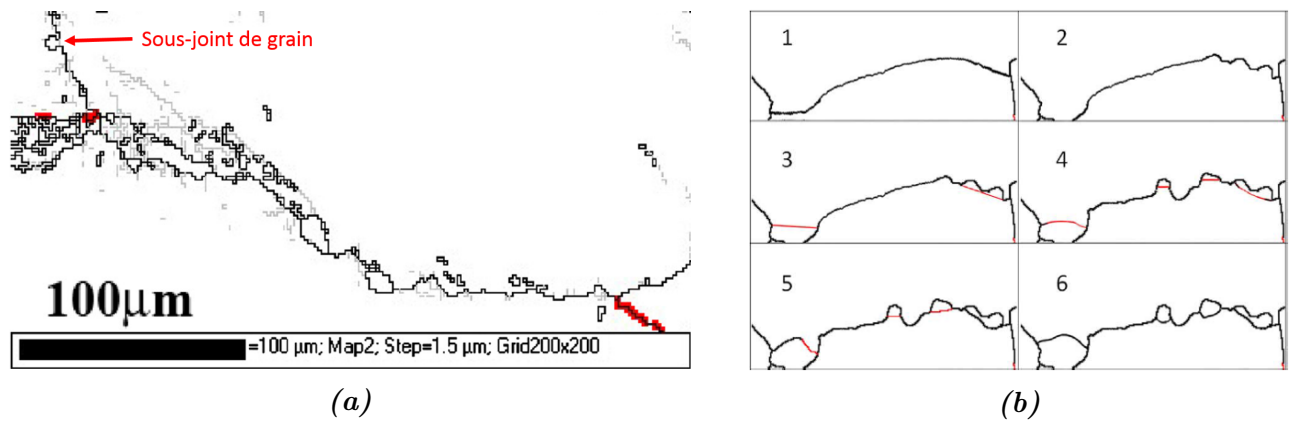 Sous-joint de grain
100µm
=100 µm; Map2; Step=1.5 µm; Grid200x200
(a)
1
2
3
4
5
6
(b)